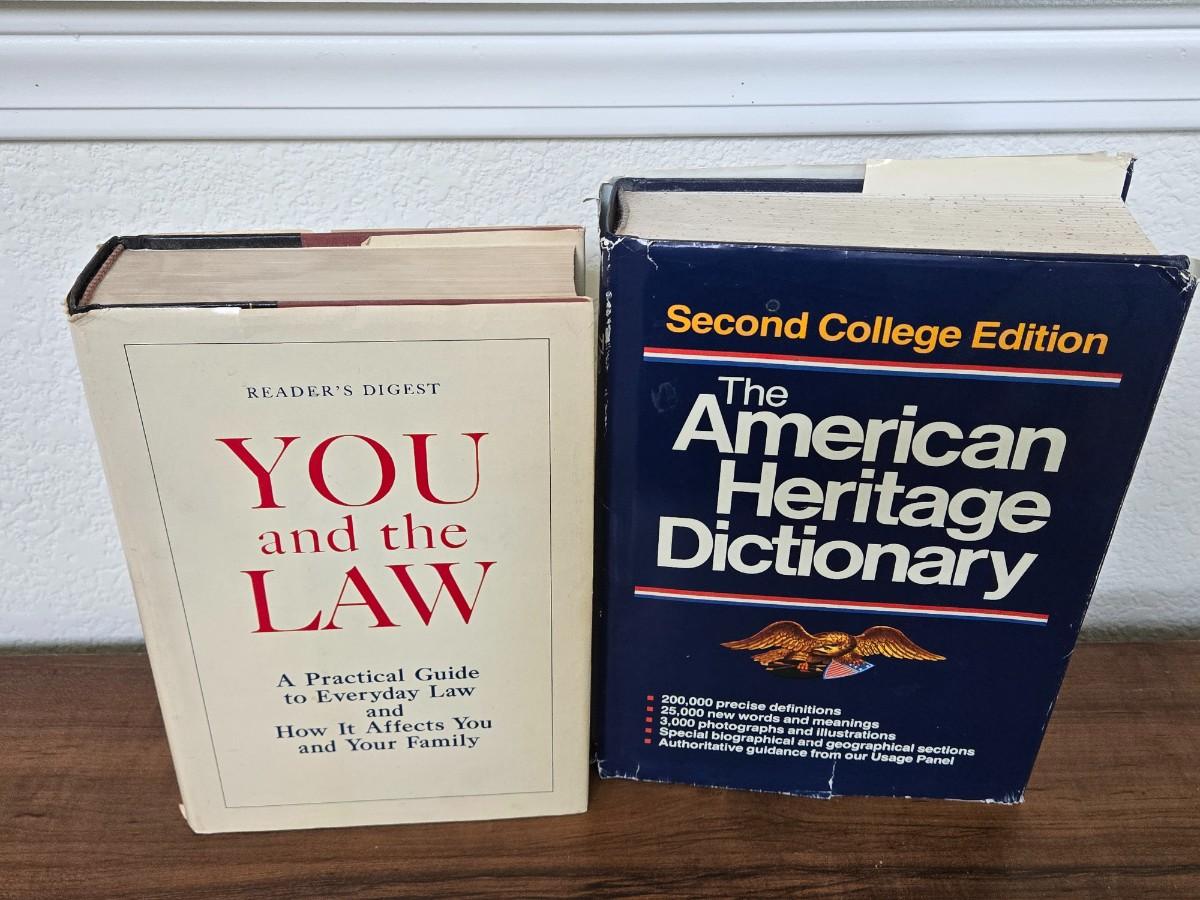 READER'S DIGEST
YOU
and the
LAW
A Practical Guide
to Everyday Law
and
How It Affects You
and Your Family
Second College Edition
The
American
Heritage
Dictionary
200,000 precise definitions
25,000 new words and meanings
3,000 photographs and illustrations
Special biographical and geographical sections
Authoritative guidance from our Usage Panel